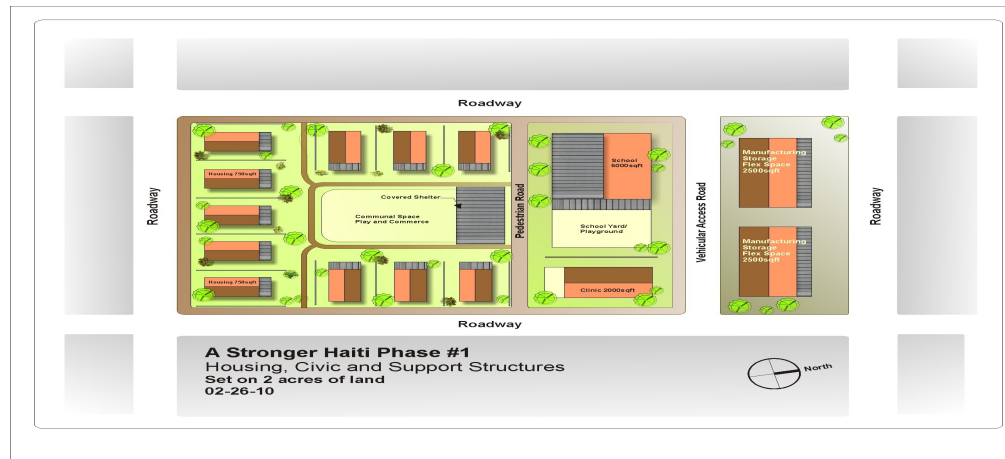 Roadway
Roadway
Housing 750sqft
Covered Shelter
Communal Space
Play and Commerce
Pedestrian Road
School
6000sqft
School Yard/
Playground
Clinic 2000sqft
Housing 750sqft
Vehicular Access Road
Manufacturing
Storage
Flex Space
2500sqft
Manufacturing
Storage
Flex Space
2500sqft
Roadway
Roadway
A Stronger Haiti Phase #1
Housing, Civic and Support Structures
Set on 2 acres of land
02-26-10
North